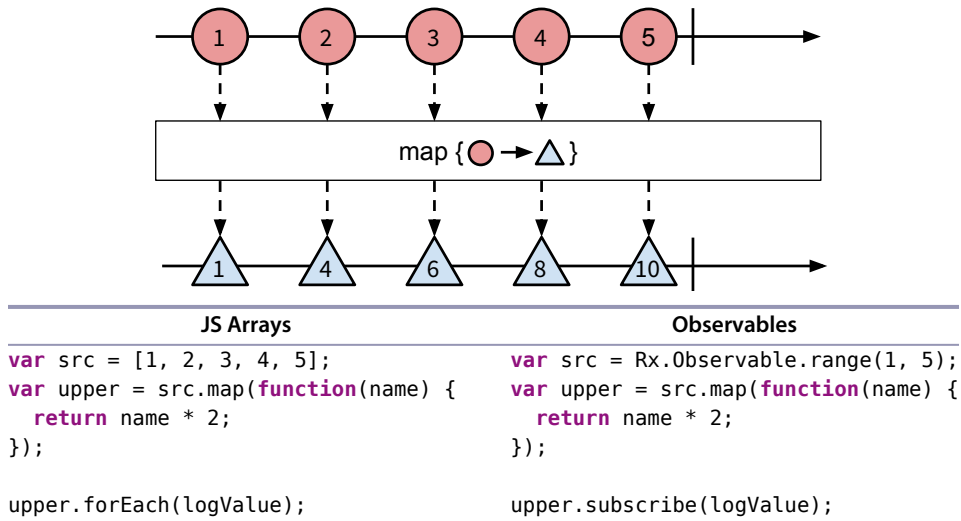 1 2 3 4 5
map { }
1 4 6 8 10
JS Arrays Observables
var src = [1, 2, 3, 4, 5]; var src = Rx.Observable.range(1, 5);
var upper = src.map(function(name) { var upper = src.map(function(name) {
return name * 2; return name * 2;
}); });
upper.forEach(logValue); upper.subscribe(logValue);